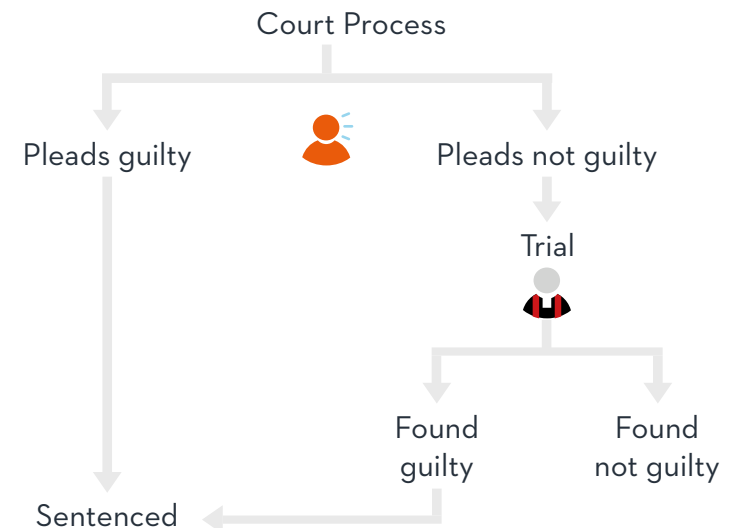 Court Process
Pleads guilty
Pleads not guilty
Trial
Found
guilty
Found
not guilty
Sentenced